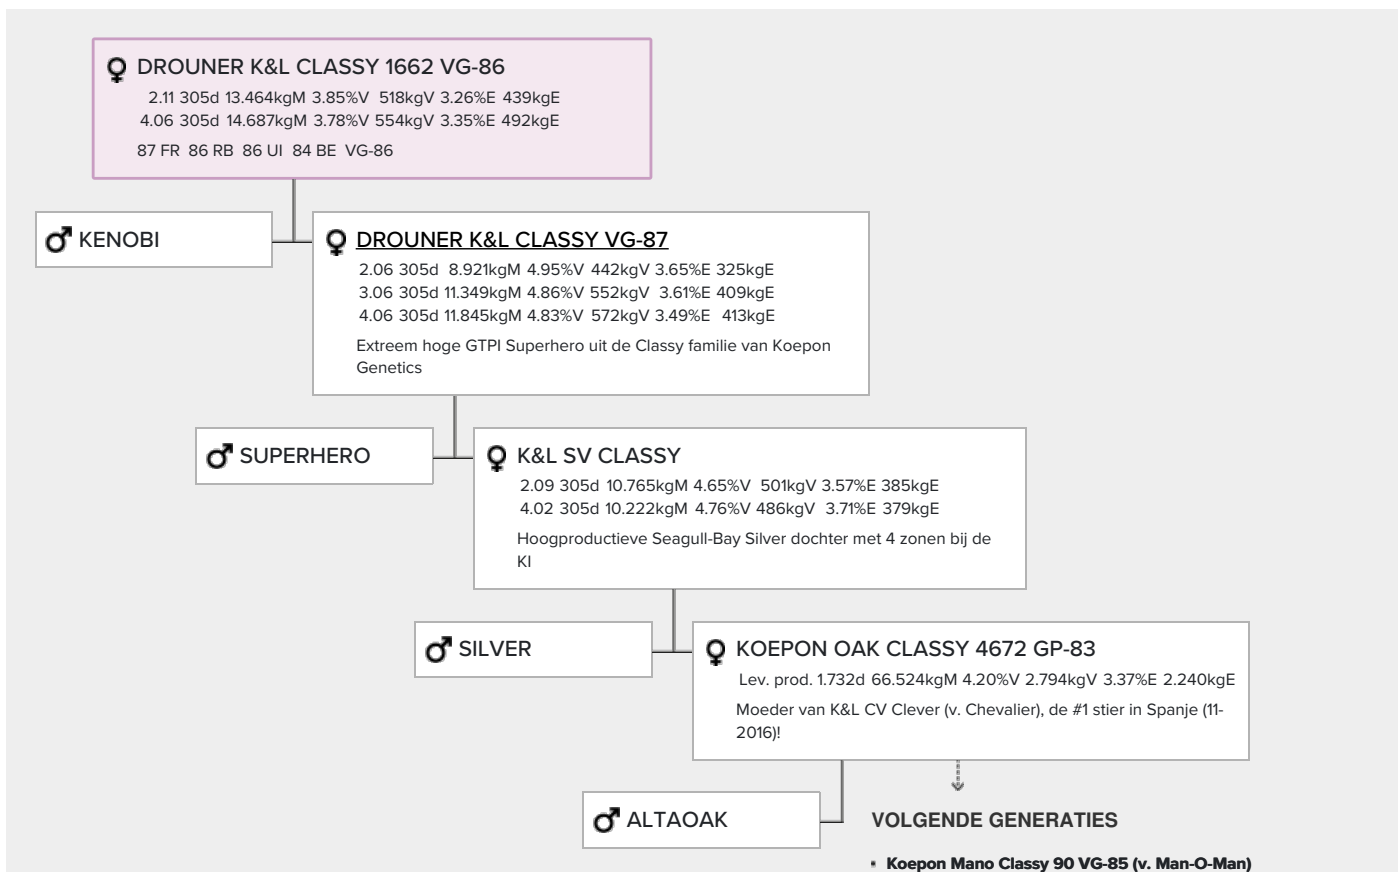 DROUNER K&L CLASSY 1662 VG-86
2.11 305d 13.464kgM 3.85%V 518kgV 3.26%E 439kgE
4.06 305d 14.687kgM 3.78%V 554kgV 3.35%E 492kgE
87 FR 86 RB 86 UI 84 BE VG-86
KENOBI
DROUNER K&L CLASSY VG-87
2.06 305d 8.921kgM 4.95%V 442kgV 3.65%E 325kgE
3.06 305d 11.349kgM 4.86%V 552kgV 3.61%E 409kgE
4.06 305d 11.845kgM 4.83%V 572kgV 3.49%E 413kgE
Extreem hoge GTPI Superhero uit de Classy familie van Koepon
Genetics
SUPERHERO
K&L SV CLASSY
2.09 305d 10.765kgM 4.65%V 501kgV 3.57%E 385kgE
4.02 305d 10.222kgM 4.76%V 486kgV 3.71%E 379kgE
Hoogproductieve Seagull-Bay Silver dochter met 4 zonen bij de
KI
SILVER
KOEPON OAK CLASSY 4672 GP-83
Lev. prod. 1.732d 66.524kgM 4.20%V 2.794kgV 3.37%E 2.240kgE
Moeder van K&L CV Clever (v. Chevalier), de #1 stier in Spanje (11-
2016)!
ALTAOAK
VOLGENDE GENERATIES
▪ Koepon Mano Classy 90 VG-85 (v. Man-O-Man)